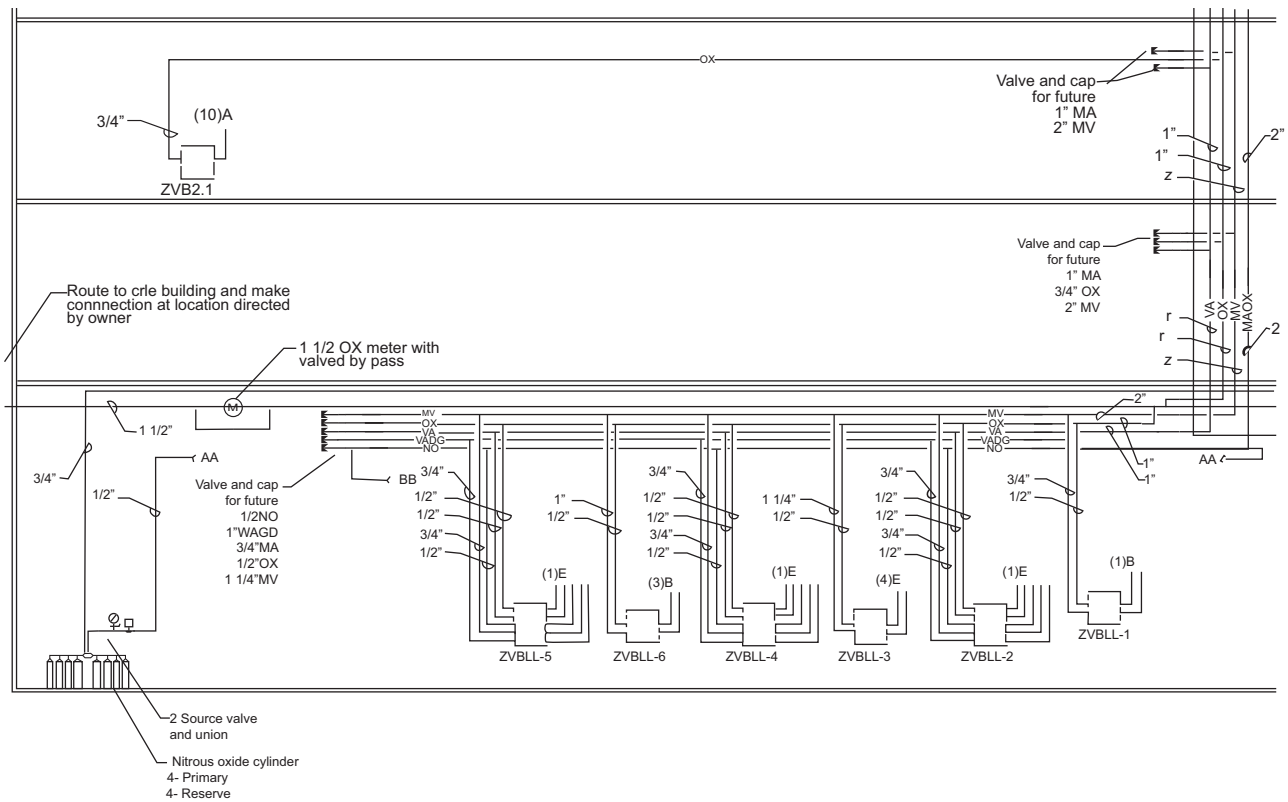 OX
Valve and cap
for future
1” MA
2” MV
3/4”
(10)A
ZVB2.1
1”
2”
1”
z
Valve and cap
for future
1” MA
3/4” OX
2” MV
Route to crle building and make
connnection at location directed
by owner
VA
OX
MV
MAOX
r
2
r
z
1 1/2 OX meter with
valved by pass
M
1 1/2”
3/4”
1/2”
AA
MV
OX
VA
VADG
NO
MV
OX
VA
VADG
NO
2”
1”
1”
AA
BB
Valve and cap
for future
1/2NO
1”WAGD
3/4”MA
1/2”OX
1 1/4”MV
3/4”
1/2”
1/2”
3/4”
1/2”
1”
1/2”
3/4”
1/2”
1/2”
3/4”
1/2”
1 1/4”
1/2”
3/4”
1/2”
1/2”
3/4”
1/2”
3/4”
1/2”
(1)E
(3)B
(1)E
(4)E
(1)E
(1)B
ZVBLL-5
ZVBLL-6
ZVBLL-4
ZVBLL-3
ZVBLL-2
ZVBLL-1
2 Source valve
and union
Nitrous oxide cylinder
4- Primary
4- Reserve